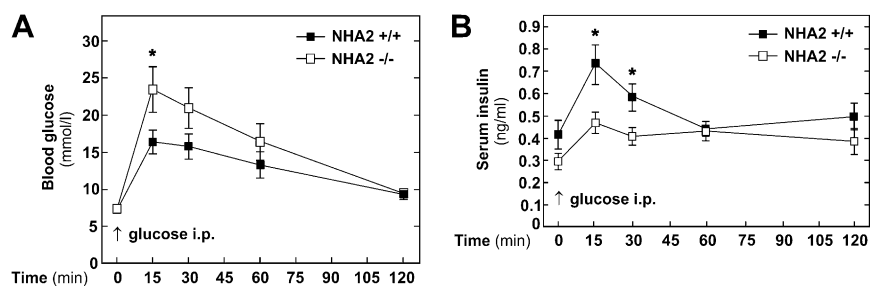 A
NHA2 +/+
NHA2 -/-
Blood glucose
(mmol/l)
30
25
20
15
10
5
0
*
↑ glucose i.p.
Time (min) 0 15 30 45 60 75 90 105 120
B
NHA2 +/+
NHA2 -/-
Serum insulin
(ng/ml)
0.9
0.8
0.7
0.6
0.5
0.4
0.3
0.2
0.1
0
*
*
↑ glucose i.p.
Time (min) 0 15 30 45 60 75 90 105 120